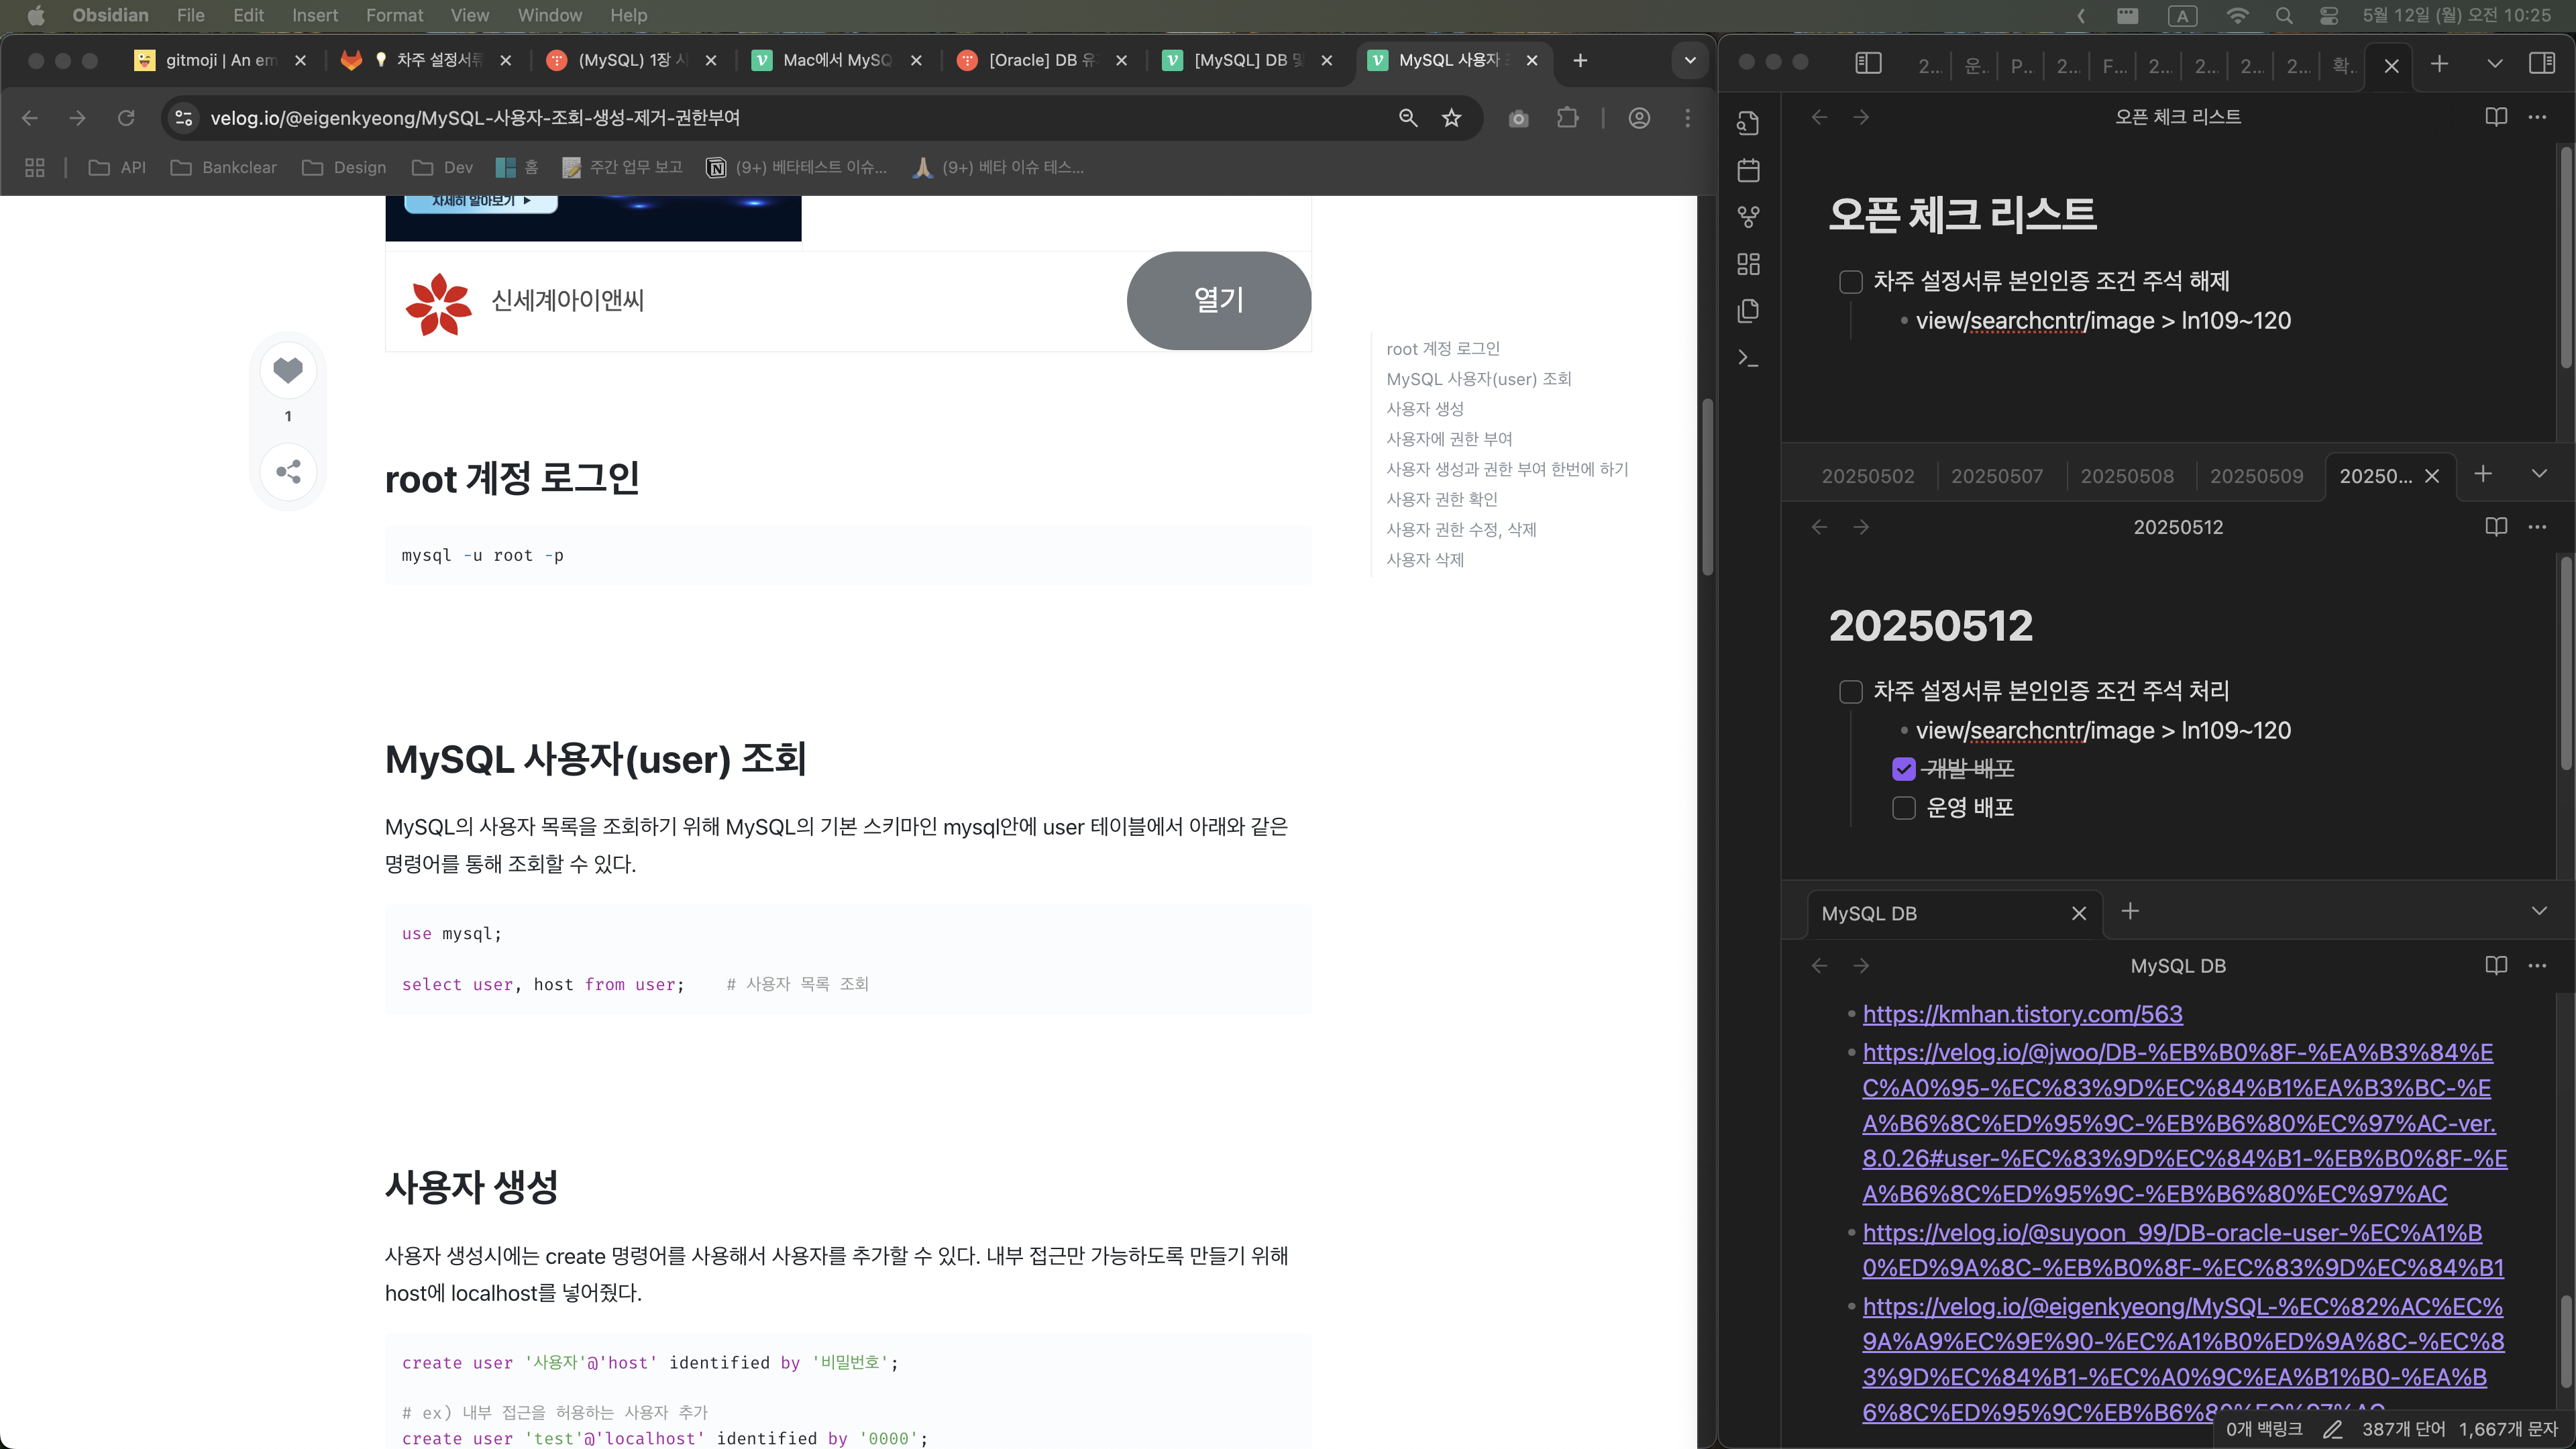 Obsidian File Edit Insert Format View Window Help
A 5월 12일 (월) 오전 10:25
gitmoji | An em
차주 설정서류
(MySQL) 1장 시
Mac에서 MySQ
[Oracle] DB 유
[MySQL] DB 및
MySQL 사용자
velog.io/@eigenkyeong/MySQL-사용자-조회-생성-제거-권한부여
API Bankclear Design Dev 홈 주간 업무 보고 (9+) 베타테스트 이슈... (9+) 베타 이슈 테스...
자세히 알아보기
신세계아이앤씨
열기
1
root 계정 로그인
mysql -u root -p
MySQL 사용자(user) 조회
MySQL의 사용자 목록을 조회하기 위해 MySQL의 기본 스키마인 mysql안에 user 테이블에서 아래와 같은
명령어를 통해 조회할 수 있다.
use mysql;
select user, host from user; # 사용자 목록 조회
사용자 생성
사용자 생성시에는 create 명령어를 사용해서 사용자를 추가할 수 있다. 내부 접근만 가능하도록 만들기 위해
host에 localhost를 넣어줬다.
create user '사용자'@'host' identified by '비밀번호';
# ex) 내부 접근을 허용하는 사용자 추가
create user 'test'@'localhost' identified by '0000';
root 계정 로그인
MySQL 사용자(user) 조회
사용자 생성
사용자에 권한 부여
사용자 생성과 권한 부여 한번에 하기
사용자 권한 확인
사용자 권한 수정, 삭제
사용자 삭제
2... 운. P... 2... F... 2... 2... 2... 2... 확.
오픈 체크 리스트
오픈 체크 리스트
차주 설정서류 본인인증 조건 주석 해제
view/searchcntr/image > ln109~120
20250502 20250507 20250508 20250509 20250...
20250512
20250512
차주 설정서류 본인인증 조건 주석 처리
view/searchcntr/image > ln109~120
개발 배포
운영 배포
MySQL DB
MySQL DB
https://kmhan.tistory.com/563
https://velog.io/@jwoo/DB-%EB%B0%8F-%EA%B3%84%E
C%A0%95-%EC%83%9D%EC%84%B1%EA%B3%BC-%E
A%B6%8C%ED%95%9C-%EB%B6%80%EC%97%AC-ver.
8.0.26#user-%EC%83%9D%EC%84%B1-%EB%B0%8F-%E
A%B6%8C%ED%95%9C-%EB%B6%80%EC%97%AC
https://velog.io/@suyoon_99/DB-oracle-user-%EC%A1%B
0%ED%9A%8C-%EB%B0%8F-%EC%83%9D%EC%84%B1
https://velog.io/@eigenkyeong/MySQL-%EC%82%AC%EC%
9A%A9%EC%9E%90-%EC%A1%B0%ED%9A%8C-%EC%8
3%9D%EC%84%B1-%EC%A0%9C%EA%B1%B0-%EA%B
6%8C%ED%95%9C%EB%B6%80%EC%97%AC
0개 백링크 387개 단어 1,667개 문자